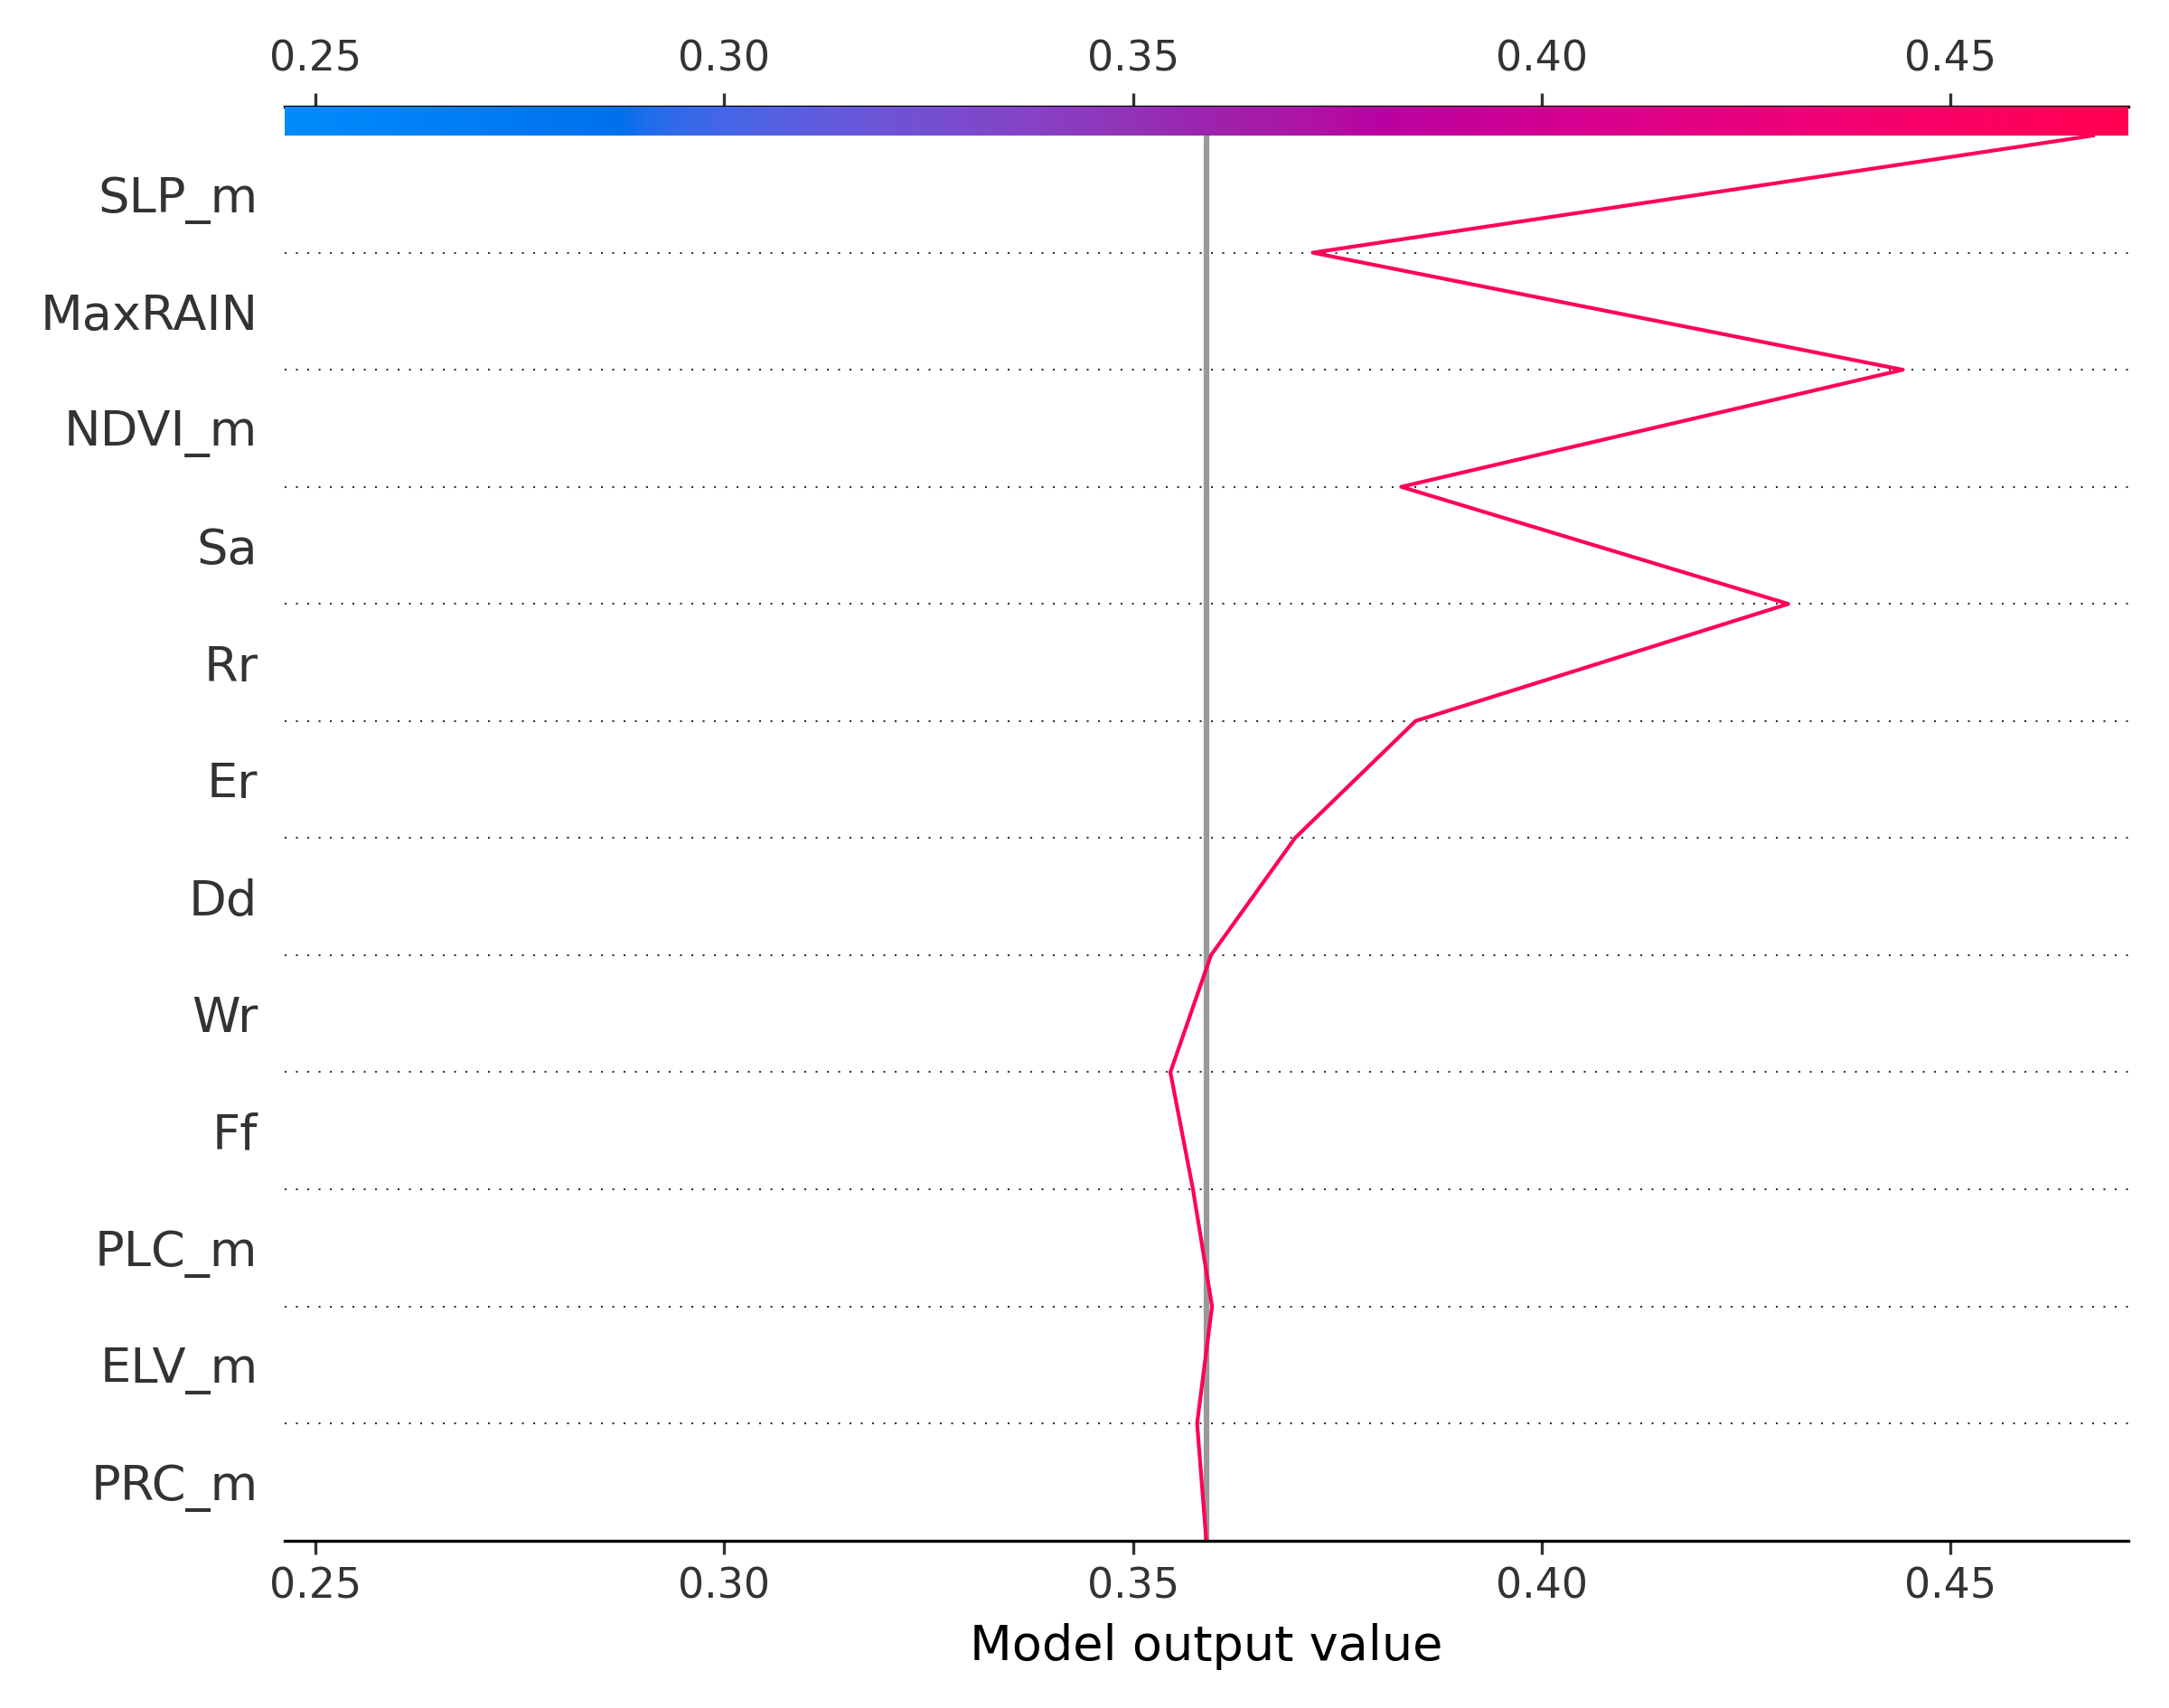 0.25 0.30 0.35 0.40 0.45
SLP_m
MaxRAIN
NDVI_m
Sa
Rr
Er
Dd
Wr
Ff
PLC_m
ELV_m
PRC_m
0.25 0.30 0.35 0.40 0.45
Model output value